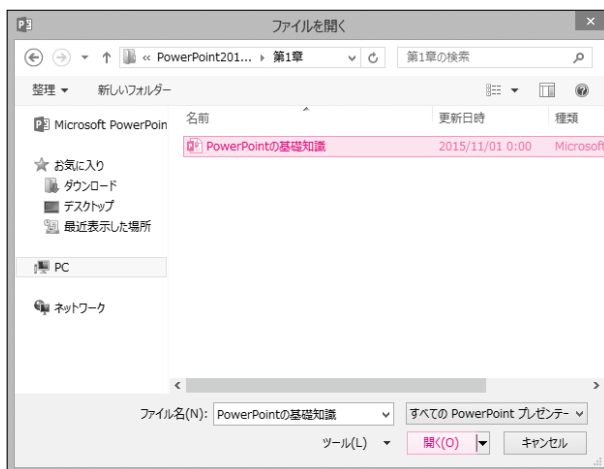 ファイルを開く
« PowerPoint201... 第1章
第1章の検索
整理 新しいフォルダー
名前 更新日時 種類
Microsoft PowerPoin
PowerPointの基礎知識 2015/11/01 0:00 Microsoft
お気に入り
ダウンロード
デスクトップ
最近表示した場所
PC
ネットワーク
ファイル名(N): PowerPointの基礎知識 すべての PowerPoint プレゼンテー
ツール(L) 開く(O) キャンセル